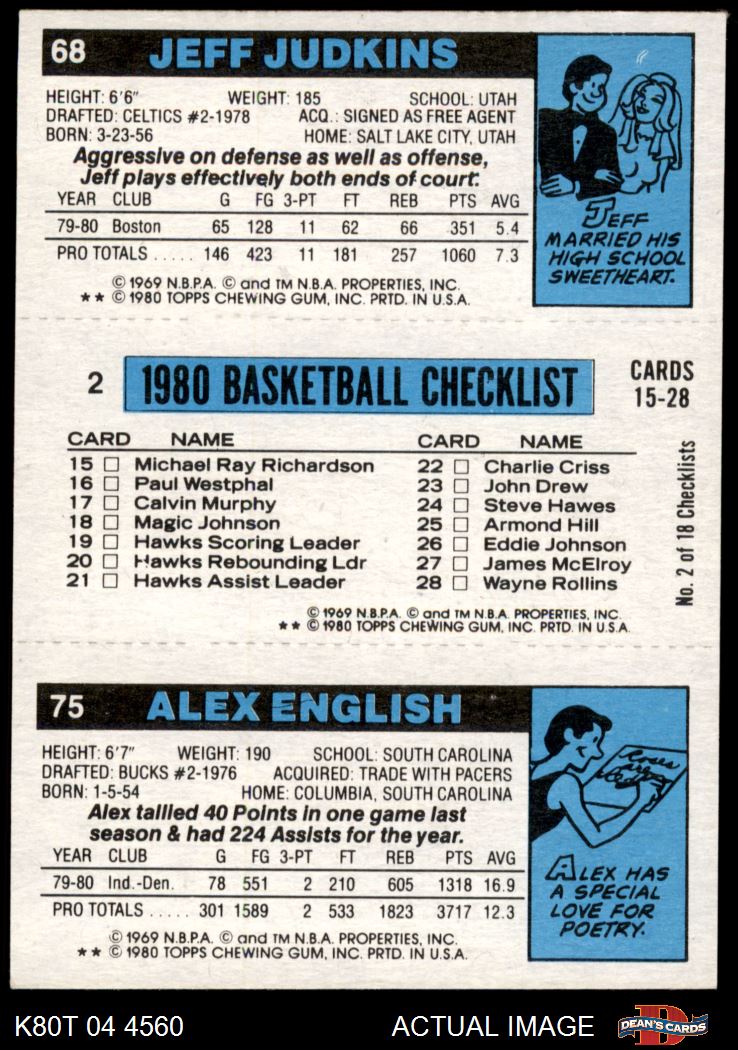 68 JEFF JUDKINS
HEIGHT: 6'6" WEIGHT: 185 SCHOOL: UTAH
DRAFTED: CELTICS #2-1978 ACQ.: SIGNED AS FREE AGENT
BORN: 3-23-56 HOME: SALT LAKE CITY, UTAH
Aggressive on defense as well as offense,
Jeff plays effectively both ends of court.
YEAR CLUB G FG 3-PT FT REB PTS AVG
79-80 Boston 65 128 11 62 66 351 5.4
PRO TOTALS ..... 146 423 11 181 257 1060 7.3
© 1969 N.B.P.A. © and TM N.B.A. PROPERTIES, INC.
** © 1980 TOPPS CHEWING GUM, INC. PRTD. IN U.S.A.
JEFF
MARRIED HIS
HIGH SCHOOL
SWEETHEART.
2 1980 BASKETBALL CHECKLIST CARDS
15-28
CARD NAME CARD NAME
15 □ Michael Ray Richardson 22 □ Charlie Criss
16 □ Paul Westphal 23 □ John Drew
17 □ Calvin Murphy 24 □ Steve Hawes
18 □ Magic Johnson 25 □ Armond Hill
19 □ Hawks Scoring Leader 26 □ Eddie Johnson
20 □ Hawks Rebounding Ldr 27 □ James McElroy
21 □ Hawks Assist Leader 28 □ Wayne Rollins
No. 2 of 18 Checklists
© 1969 N.B.P.A. © and TM N.B.A. PROPERTIES, INC.
** © 1980 TOPPS CHEWING GUM, INC. PRTD. IN U.S.A.
75 ALEX ENGLISH
HEIGHT: 6'7" WEIGHT: 190 SCHOOL: SOUTH CAROLINA
DRAFTED: BUCKS #2-1976 ACQUIRED: TRADE WITH PACERS
BORN: 1-5-54 HOME: COLUMBIA, SOUTH CAROLINA
Alex tallied 40 Points in one game last
season & had 224 Assists for the year.
YEAR CLUB G FG 3-PT FT REB PTS AVG
79-80 Ind.-Den. 78 551 2 210 605 1318 16.9
PRO TOTALS ..... 301 1589 2 533 1823 3717 12.3
© 1969 N.B.P.A. © and TM N.B.A. PROPERTIES, INC.
** © 1980 TOPPS CHEWING GUM, INC. PRTD. IN U.S.A.
Roses
are
Red
ALEX HAS
A SPECIAL
LOVE FOR
POETRY.
K80T 04 4560 ACTUAL IMAGE D DEAN'S CARDS